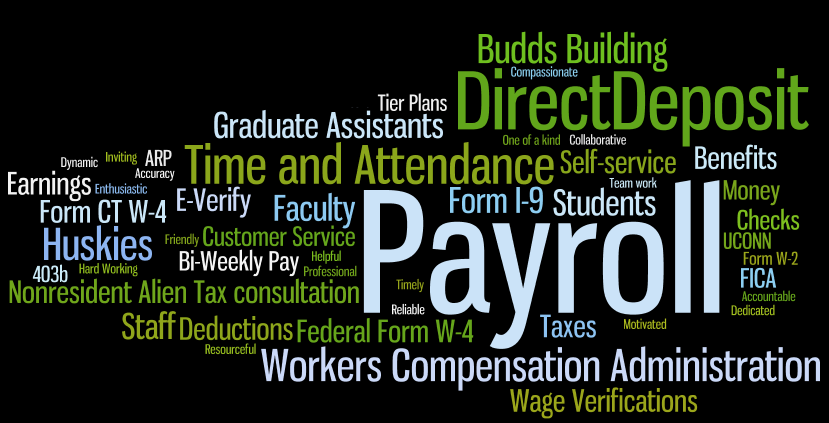 Budds Building
Compassionate
DirectDeposit
Tier Plans
Graduate Assistants
One of a kind
Collaborative
Dynamic
Inviting
ARP
Accuracy
Time and Attendance
Self-service
Benefits
Earnings
Enthusiastic
E-Verify
Faculty
Form I-9
Team work
Students
Money
Form CT W-4
Payroll
Checks
Huskies
Friendly
Customer Service
UCONN
403b
Hard Working
Bi-Weekly Pay
Helpful
Professional
Form W-2
FICA
Nonresident Alien Tax consultation
Timely
Accountable
Reliable
Dedicated
Staff
Deductions
Federal Form W-4
Taxes
Motivated
Resourceful
Workers Compensation Administration
Wage Verifications